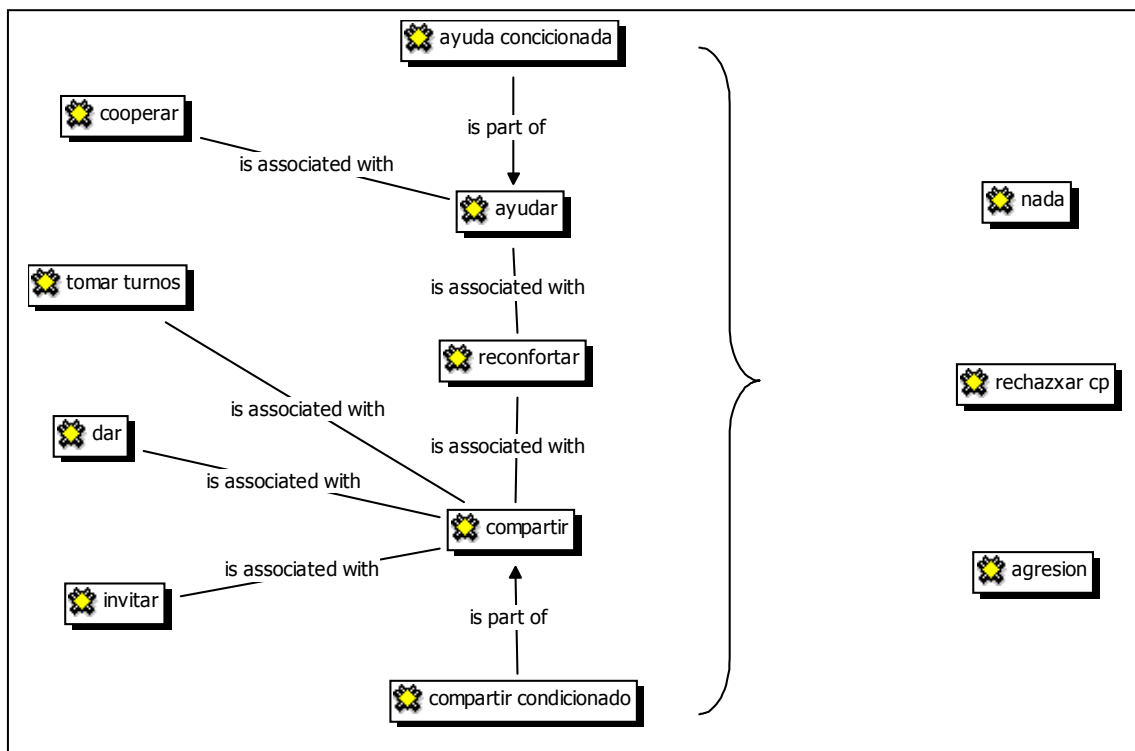 ayuda concicionada
cooperar
is part of
is associated with
nada
ayudar
tomar turnos
is associated with
reconfortar
rechazxar cp
is associated with
dar
is associated with
is associated with
compartir
is associated with
agresion
invitar
is part of
compartir condicionado